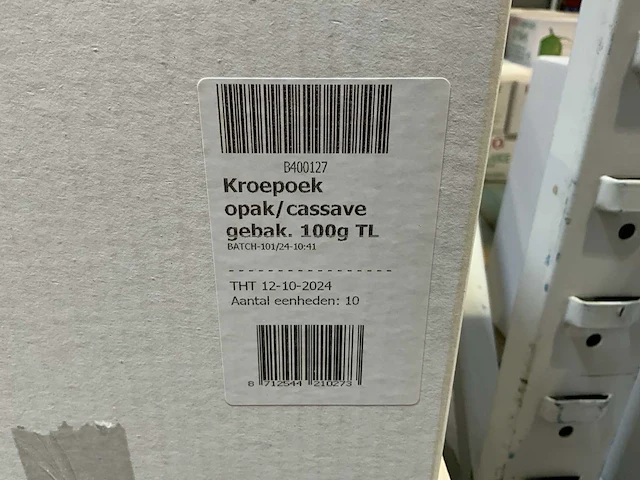 B400127
Kroepoek
opak/cassave
gebak. 100g TL
BATCH-101/24-10:41
THT 12-10-2024
Aantal eenheden: 10
8 712544 210273